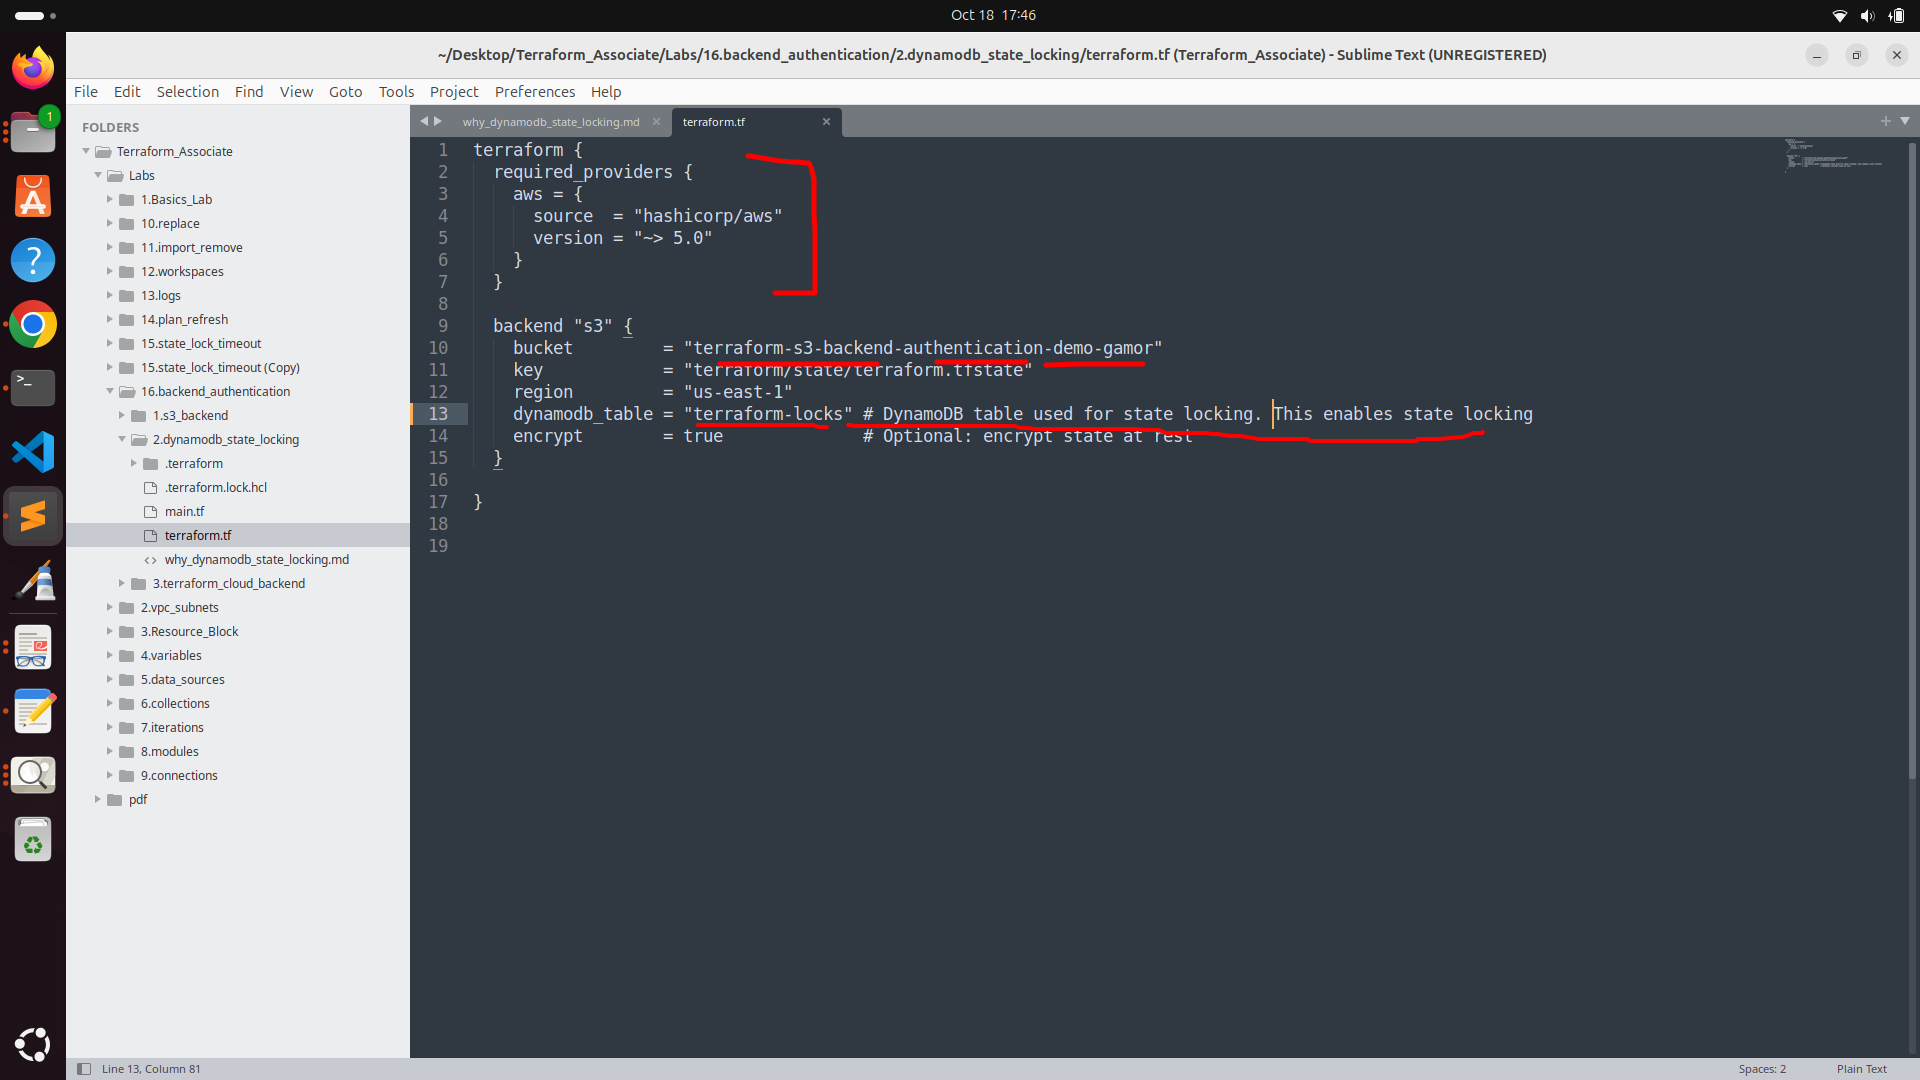 Oct 18 17:46
~/Desktop/Terraform_Associate/Labs/16.backend_authentication/2.dynamodb_state_locking/terraform.tf (Terraform_Associate) - Sublime Text (UNREGISTERED)
File Edit Selection Find View Goto Tools Project Preferences Help
1
FOLDERS
Terraform_Associate
Labs
1.Basics_Lab
10.replace
11.import_remove
12.workspaces
13.logs
14.plan_refresh
15.state_lock_timeout
15.state_lock_timeout (Copy)
16.backend_authentication
1.s3_backend
2.dynamodb_state_locking
.terraform
.terraform.lock.hcl
main.tf
terraform.tf
why_dynamodb_state_locking.md
3.terraform_cloud_backend
2.vpc_subnets
3.Resource_Block
4.variables
5.data_sources
6.collections
7.iterations
8.modules
9.connections
pdf
why_dynamodb_state_locking.md terraform.tf
1 terraform {
2   required_providers {
3     aws = {
4       source  = "hashicorp/aws"
5       version = "~> 5.0"
6     }
7   }
8
9   backend "s3" {
10     bucket         = "terraform-s3-backend-authentication-demo-gamor"
11     key            = "terraform/state/terraform.tfstate"
12     region         = "us-east-1"
13     dynamodb_table = "terraform-locks" # DynamoDB table used for state locking. This enables state locking
14     encrypt        = true              # Optional: encrypt state at rest
15   }
16
17 }
18
19
Line 13, Column 81
Spaces: 2
Plain Text